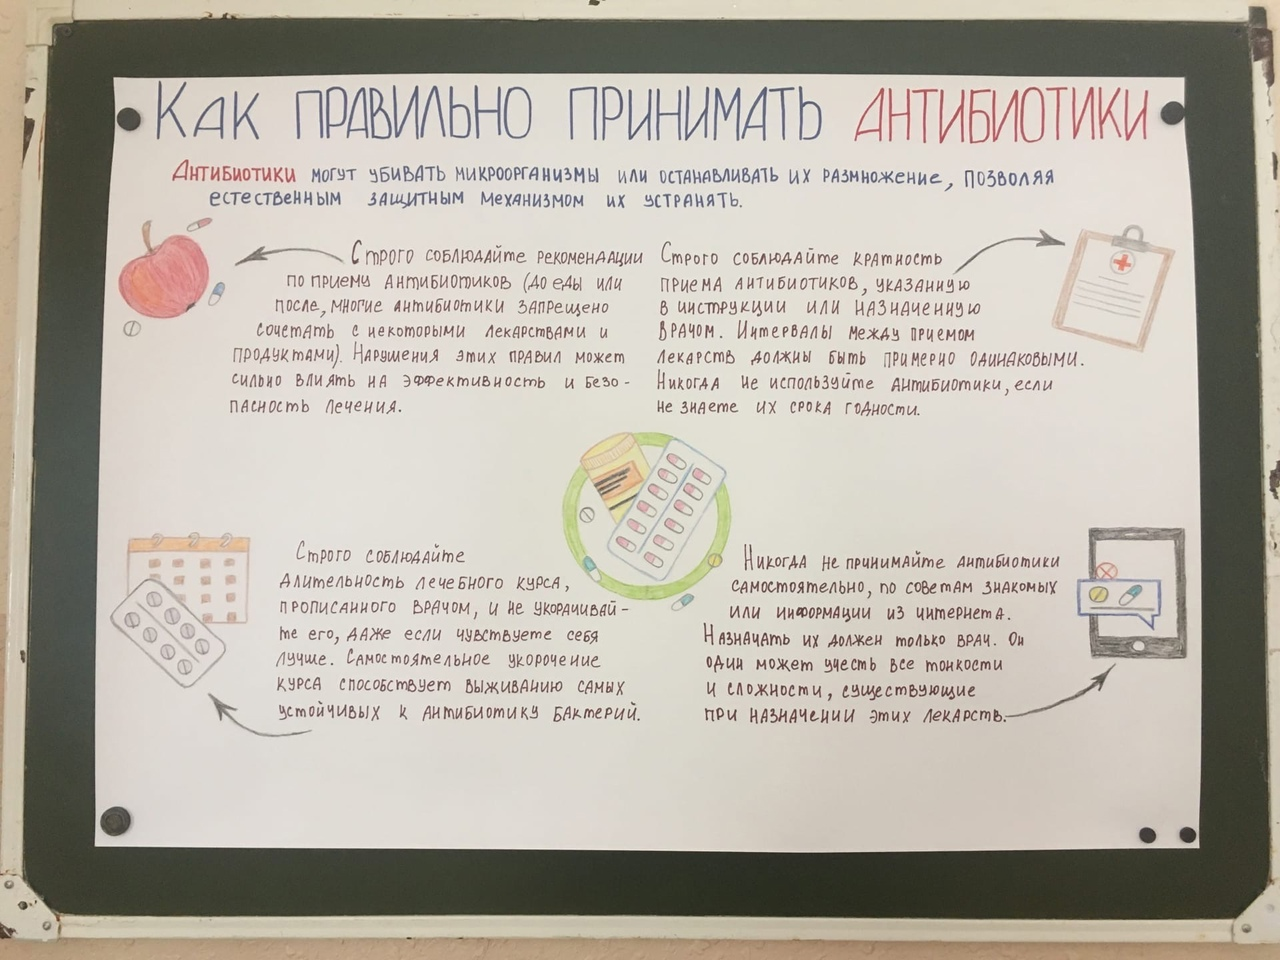 КАК ПРАВИЛЬНО ПРИНИМАТЬ АНТИБИОТИКИ
АНТИБИОТИКИ МОГУТ УБИВАТЬ МИКРООРГАНИЗМЫ ИЛИ ОСТАНАВЛИВАТЬ ИХ РАЗМНОЖЕНИЕ, ПОЗВОЛЯЯ
ЕСТЕСТВЕННЫМ ЗАЩИТНЫМ МЕХАНИЗМОМ ИХ УСТРАНЯТЬ.
СТРОГО СОБЛЮДАЙТЕ РЕКОМЕНДАЦИИ
ПО ПРИЕМУ АНТИБИОТИКОВ (ДО ЕДЫ ИЛИ
ПОСЛЕ, МНОГИЕ АНТИБИОТИКИ ЗАПРЕЩЕНО
СОЧЕТАТЬ С НЕКОТОРЫМИ ЛЕКАРСТВАМИ И
ПРОДУКТАМИ). НАРУШЕНИЯ ЭТИХ ПРАВИЛ МОЖЕТ
СИЛЬНО ВЛИЯТЬ НА ЭФФЕКТИВНОСТЬ И БЕЗО-
ПАСНОСТЬ ЛЕЧЕНИЯ.
СТРОГО СОБЛЮДАЙТЕ КРАТНОСТЬ
ПРИЕМА АНТИБИОТИКОВ, УКАЗАННУЮ
В ИНСТРУКЦИИ ИЛИ НАЗНАЧЕННУЮ
ВРАЧОМ. ИНТЕРВАЛЫ МЕЖДУ ПРИЕМОМ
ЛЕКАРСТВ ДОЛЖНЫ БЫТЬ ПРИМЕРНО ОДИНАКОВЫМИ.
НИКОГДА НЕ ИСПОЛЬЗУЙТЕ АНТИБИОТИКИ, ЕСЛИ
НЕ ЗНАЕТЕ ИХ СРОКА ГОДНОСТИ.
СТРОГО СОБЛЮДАЙТЕ
ДЛИТЕЛЬНОСТЬ ЛЕЧЕБНОГО КУРСА,
ПРОПИСАННОГО ВРАЧОМ, И НЕ УКОРАЧИВАЙ-
ТЕ ЕГО, ДАЖЕ ЕСЛИ ЧУВСТВУЕТЕ СЕБЯ
ЛУЧШЕ. САМОСТОЯТЕЛЬНОЕ УКОРОЧЕНИЕ
КУРСА СПОСОБСТВУЕТ ВЫЖИВАНИЮ САМЫХ
УСТОЙЧИВЫХ К АНТИБИОТИКУ БАКТЕРИЙ.
НИКОГДА НЕ ПРИНИМАЙТЕ АНТИБИОТИКИ
САМОСТОЯТЕЛЬНО, ПО СОВЕТАМ ЗНАКОМЫХ
ИЛИ ИНФОРМАЦИИ ИЗ ИНТЕРНЕТА.
НАЗНАЧАТЬ ИХ ДОЛЖЕН ТОЛЬКО ВРАЧ. ОН
ОДИН МОЖЕТ УЧЕСТЬ ВСЕ ТОНКОСТИ
И СЛОЖНОСТИ, СУЩЕСТВУЮЩИЕ
ПРИ НАЗНАЧЕНИИ ЭТИХ ЛЕКАРСТВ.